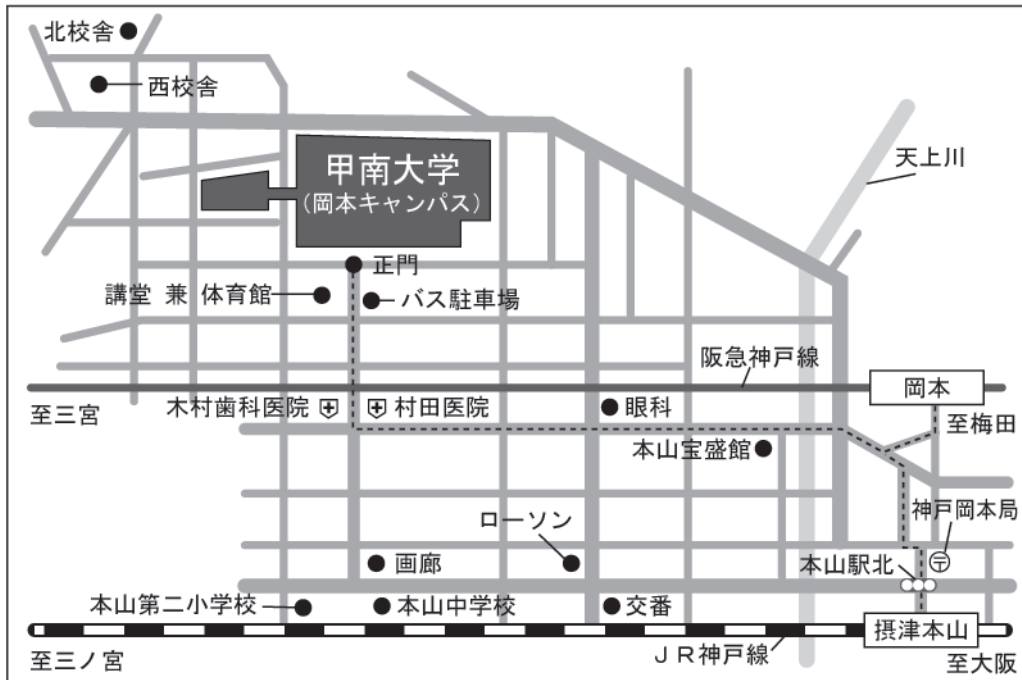 北校舎
西校舎
甲南大学
(岡本キャンパス)
天上川
正門
講堂 兼 体育館
バス駐車場
阪急神戸線
岡本
至三宮
木村歯科医院
村田医院
眼科
至梅田
本山宝盛館
ローソン
神戸岡本局
〒
画廊
本山駅北
本山第二小学校
本山中学校
交番
摂津本山
至三ノ宮
ＪＲ神戸線
至大阪